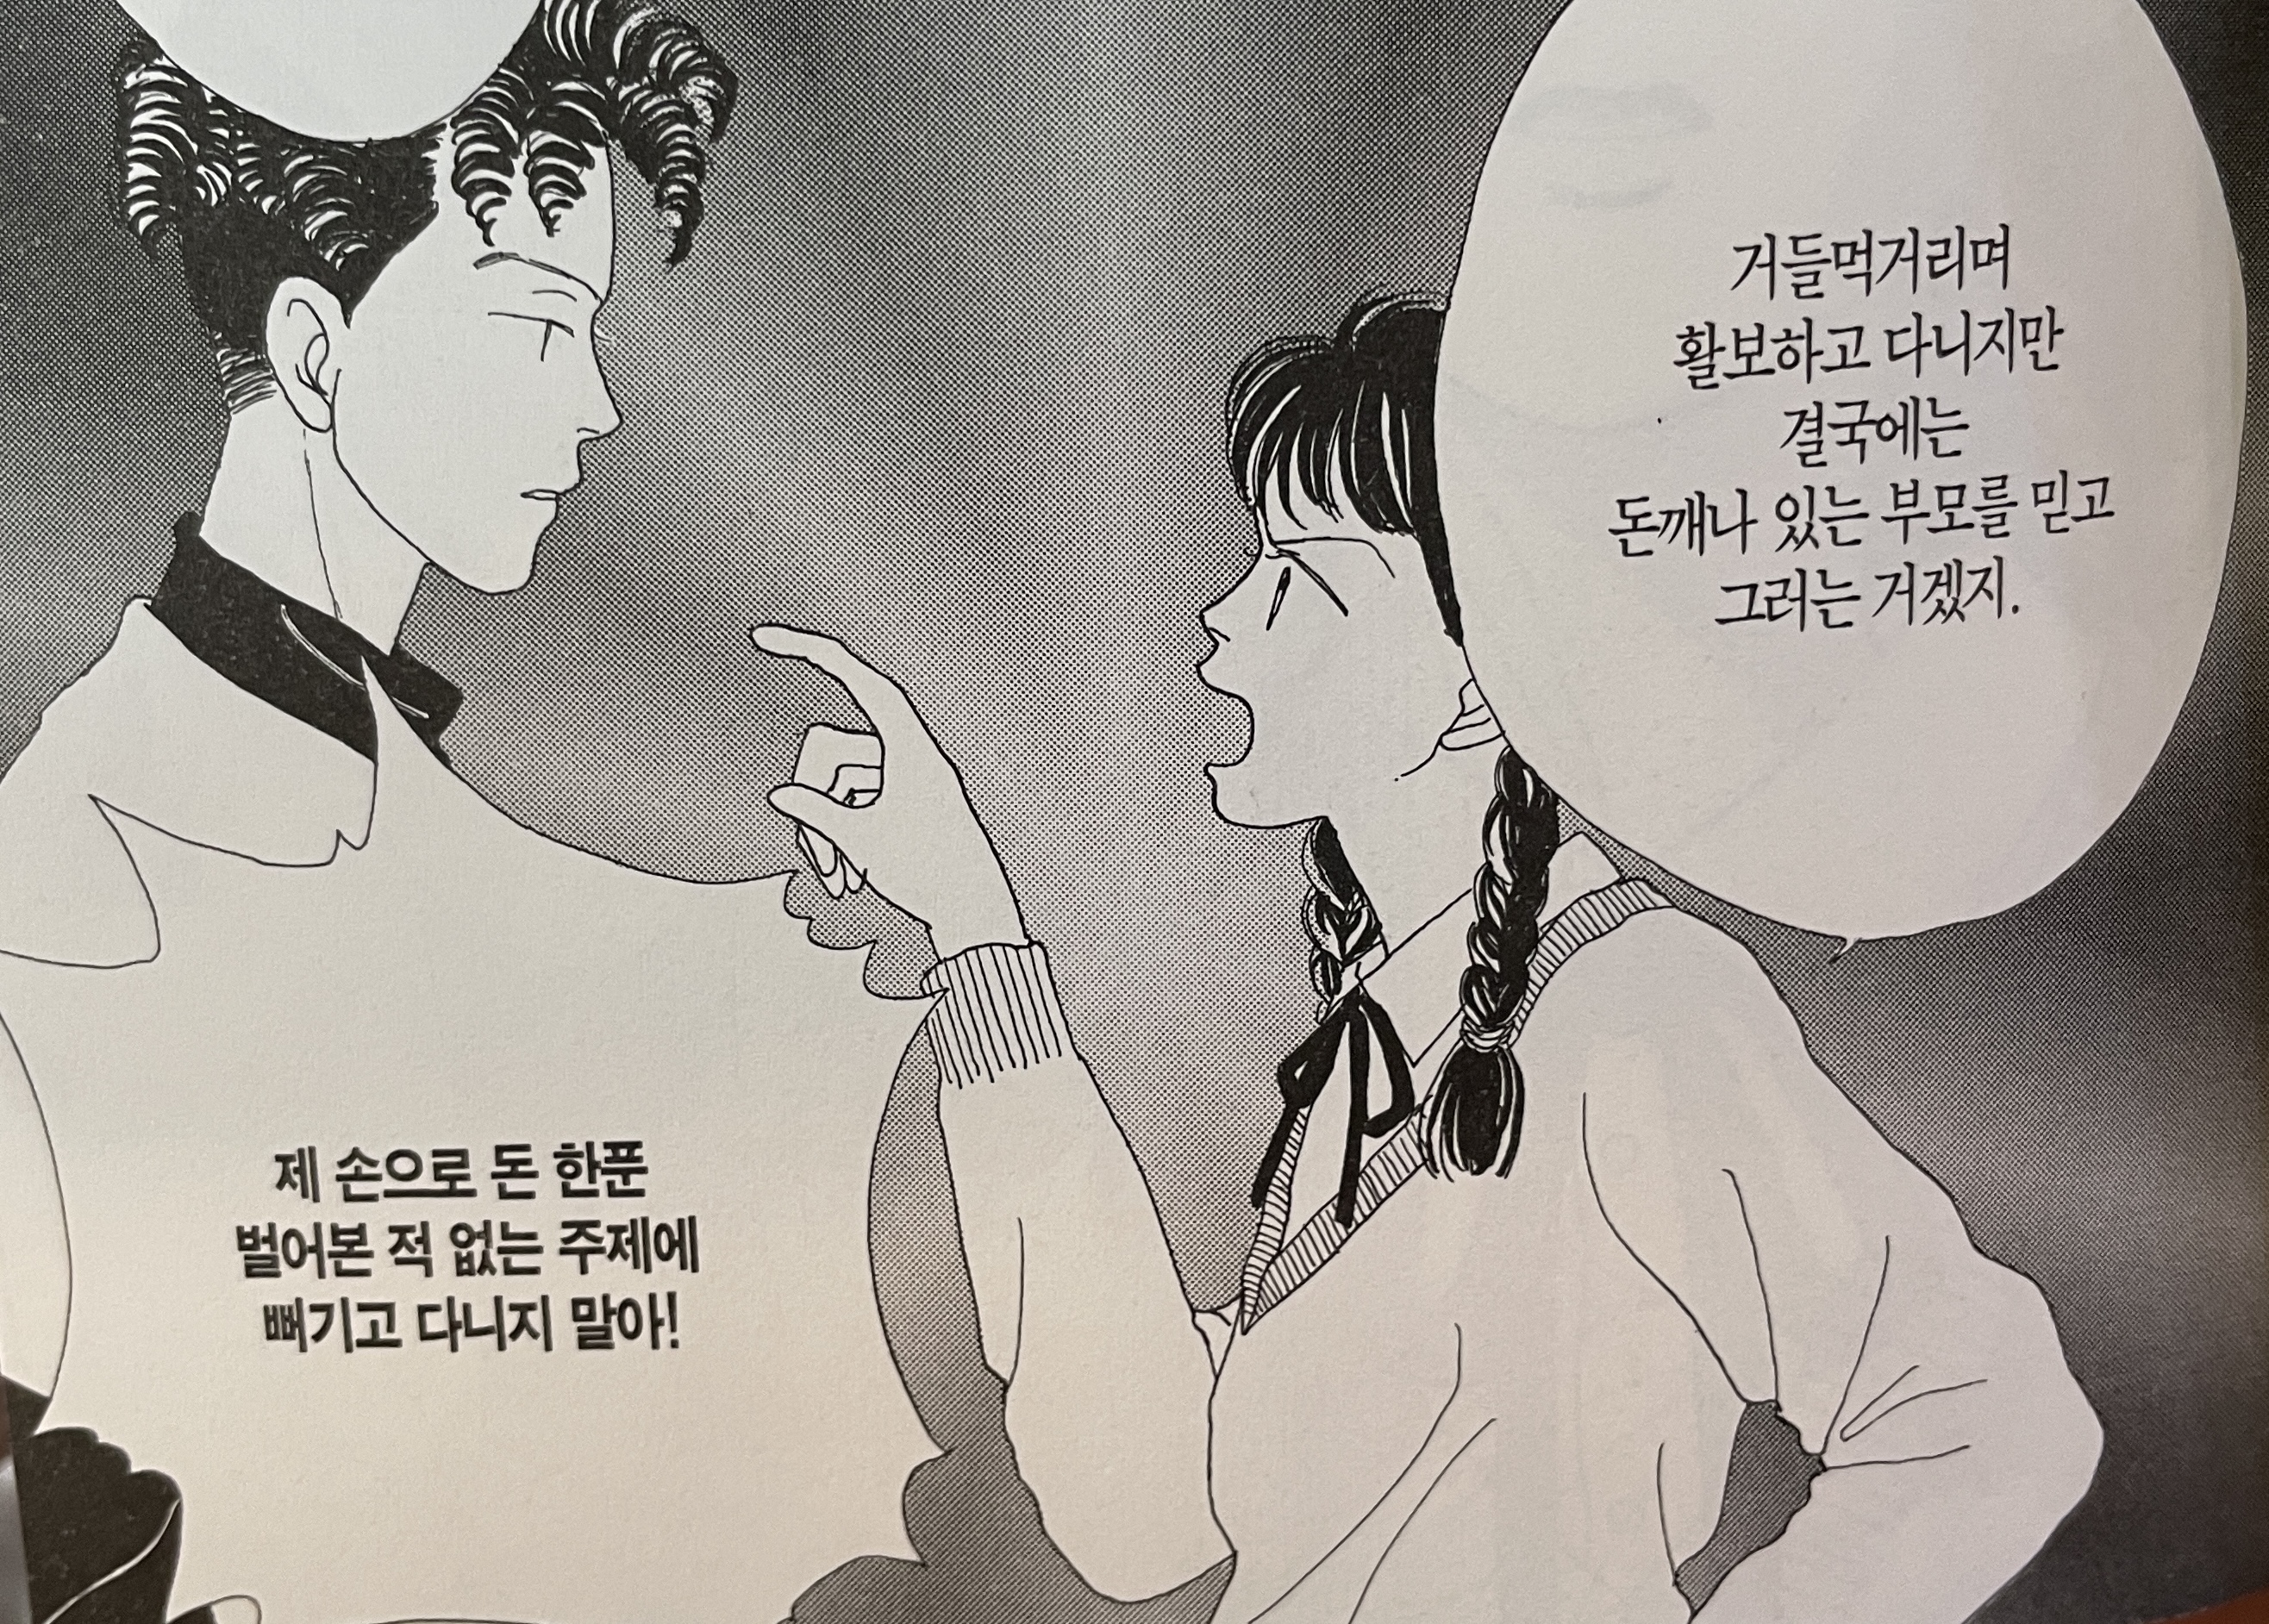 거들먹거리며
활보하고 다니지만
결국에는
돈깨나 있는 부모를 믿고
그러는 거겠지.
제 손으로 돈 한푼
벌어본 적 없는 주제에
뻐기고 다니지 말아!